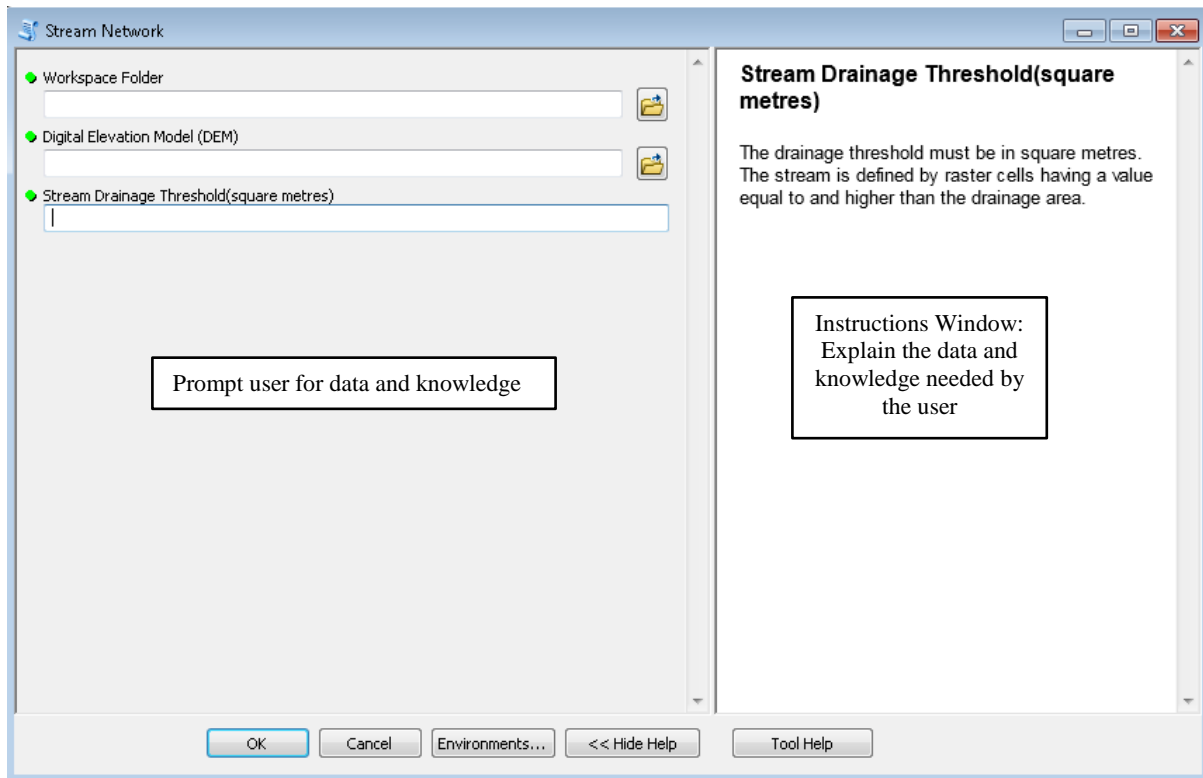 Stream Network
Workspace Folder
Digital Elevation Model (DEM)
Stream Drainage Threshold(square metres)
Prompt user for data and knowledge
Stream Drainage Threshold(square
metres)
The drainage threshold must be in square metres.
The stream is defined by raster cells having a value
equal to and higher than the drainage area.
Instructions Window:
Explain the data and
knowledge needed by
the user
OK
Cancel
Environments...
<< Hide Help
Tool Help